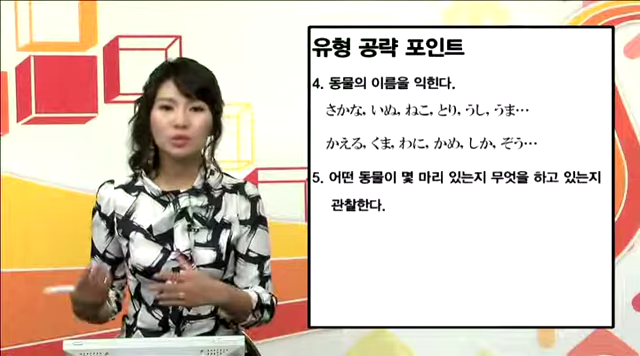 유형 공략 포인트
4. 동물의 이름을 익힌다.
さかな, いぬ, ねこ, とり, うし, うま…
かえる, くま, わに, かめ, しか, ぞう…
5. 어떤 동물이 몇 마리 있는지 무엇을 하고 있는지
관찰한다.